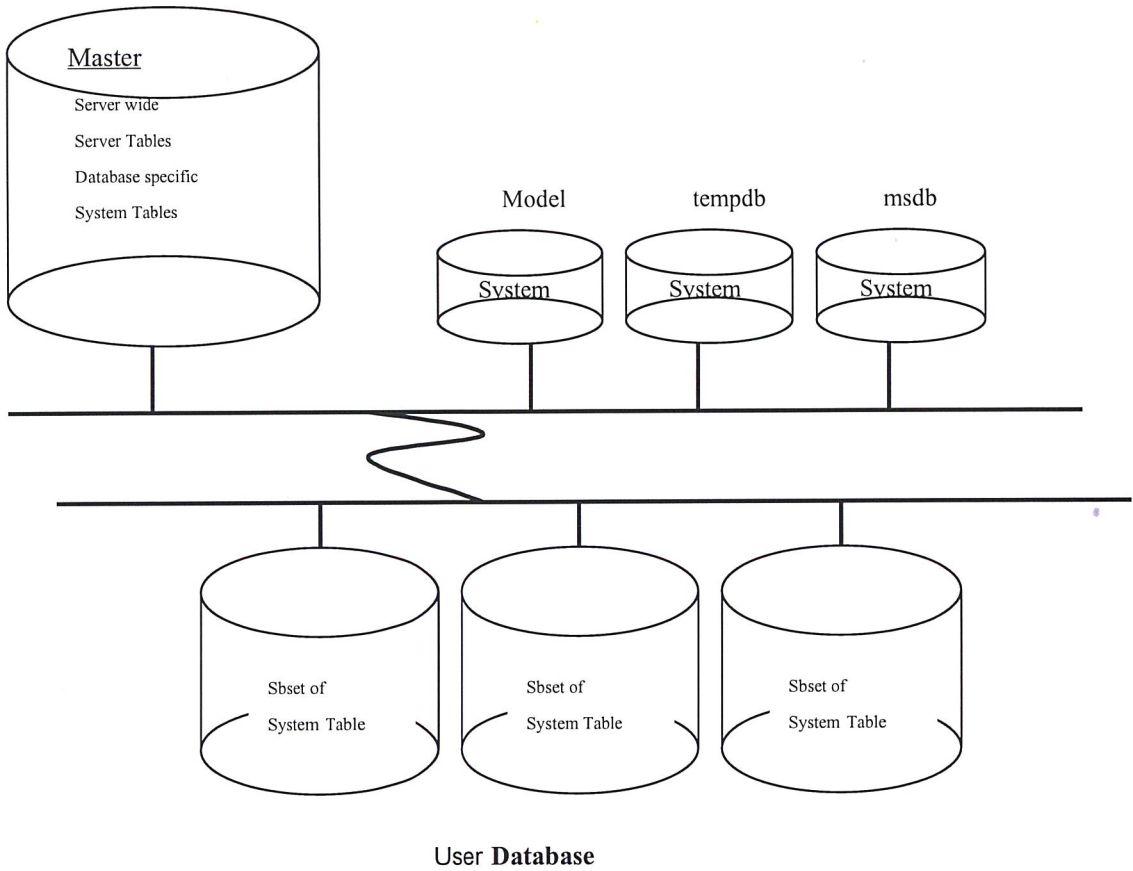 Master
Server wide
Server Tables
Database specific
System Tables
Model
tempdb
msdb
System
System
System
Sbset of
System Table
Sbset of
System Table
Sbset of
System Table
User Database